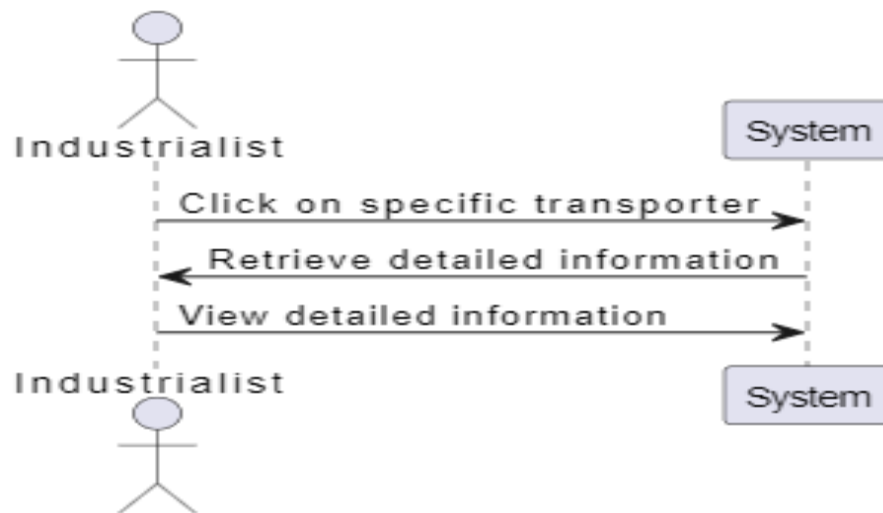 Industrialist
System
Click on specific transporter
Retrieve detailed information
View detailed information
Industrialist
System